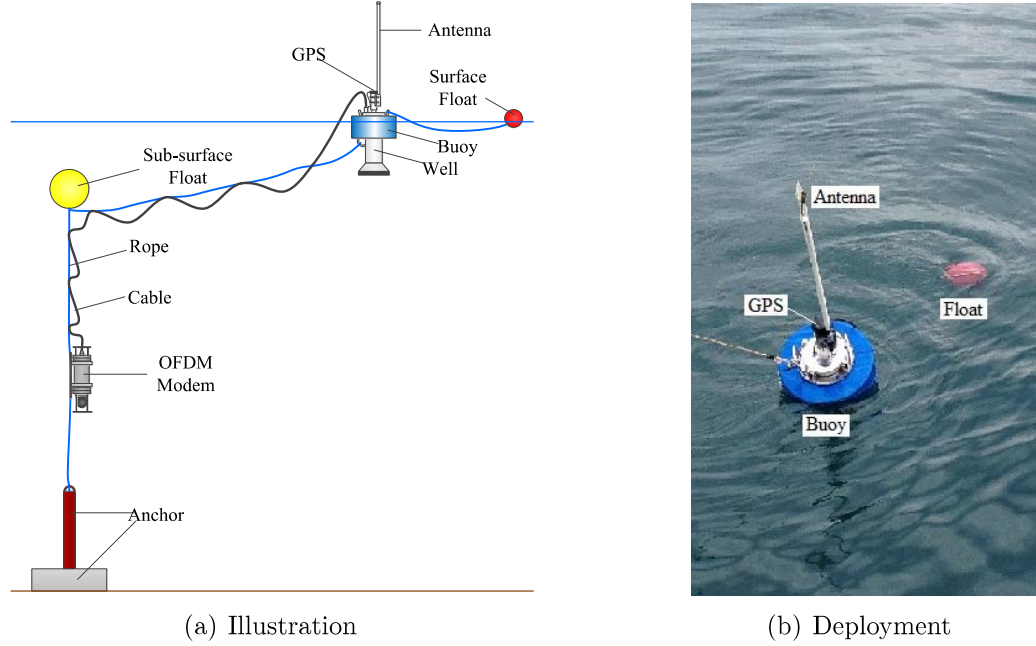 Antenna
GPS
Surface
Float
Buoy
Well
Sub-surface
Float
Rope
Cable
OFDM
Modem
Anchor
(a) Illustration
Antenna
GPS
Float
Buoy
(b) Deployment